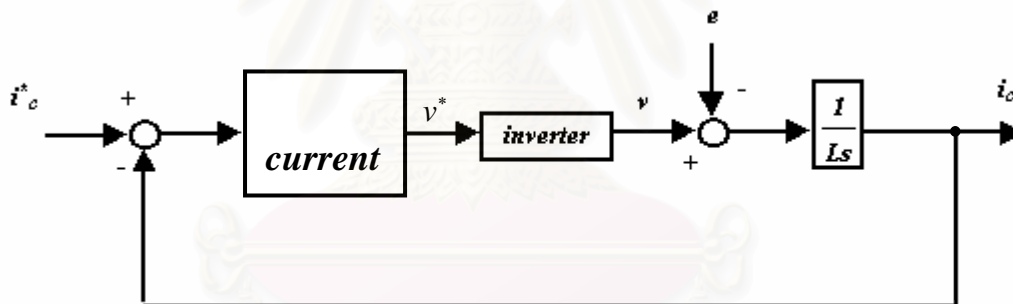 e
i*c
+
-
current
v*
inverter
v
+
-
1
Ls
ic